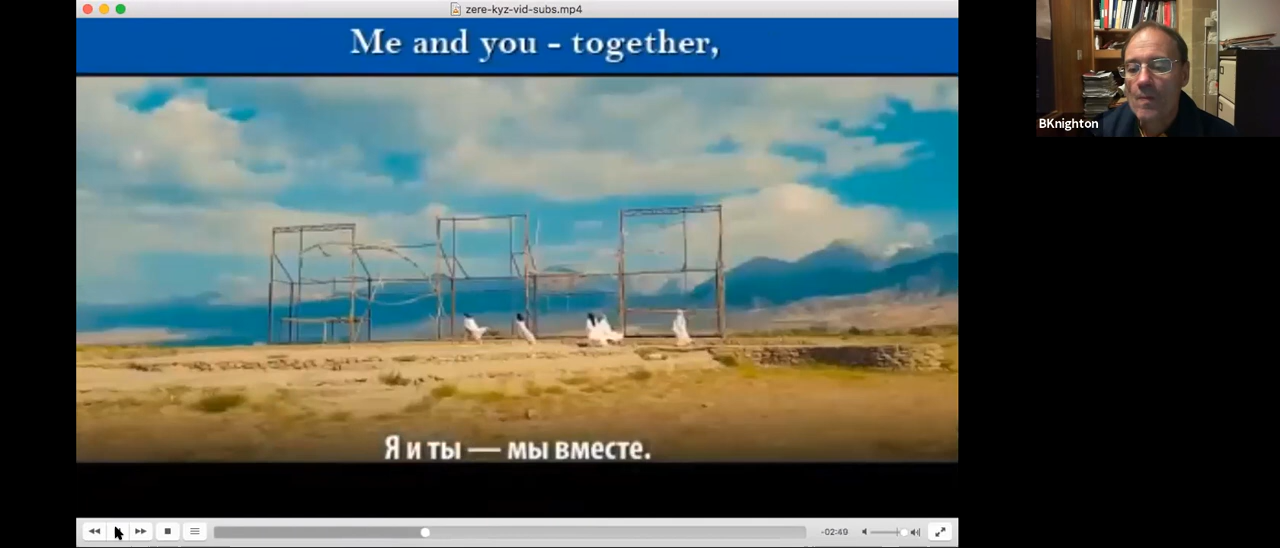 zere-kyz-vid-subs.mp4
Me and you - together,
BKnighton
Я и ты — мы вместе.
-02:49